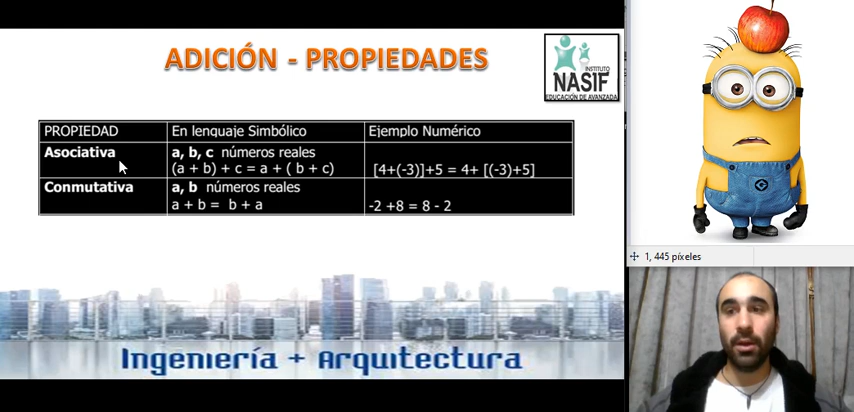 ADICIÓN - PROPIEDADES
INSTITUTO
NASIF
EDUCACIÓN DE AVANZADA
PROPIEDAD En lenguaje Simbólico Ejemplo Numérico
Asociativa a, b, c números reales
(a + b) + c = a + ( b + c) [4+(-3)]+5 = 4+ [(-3)+5]
Conmutativa a, b números reales
a + b = b + a -2 +8 = 8 - 2
Ingeniería + Arquitectura
1, 445 píxeles